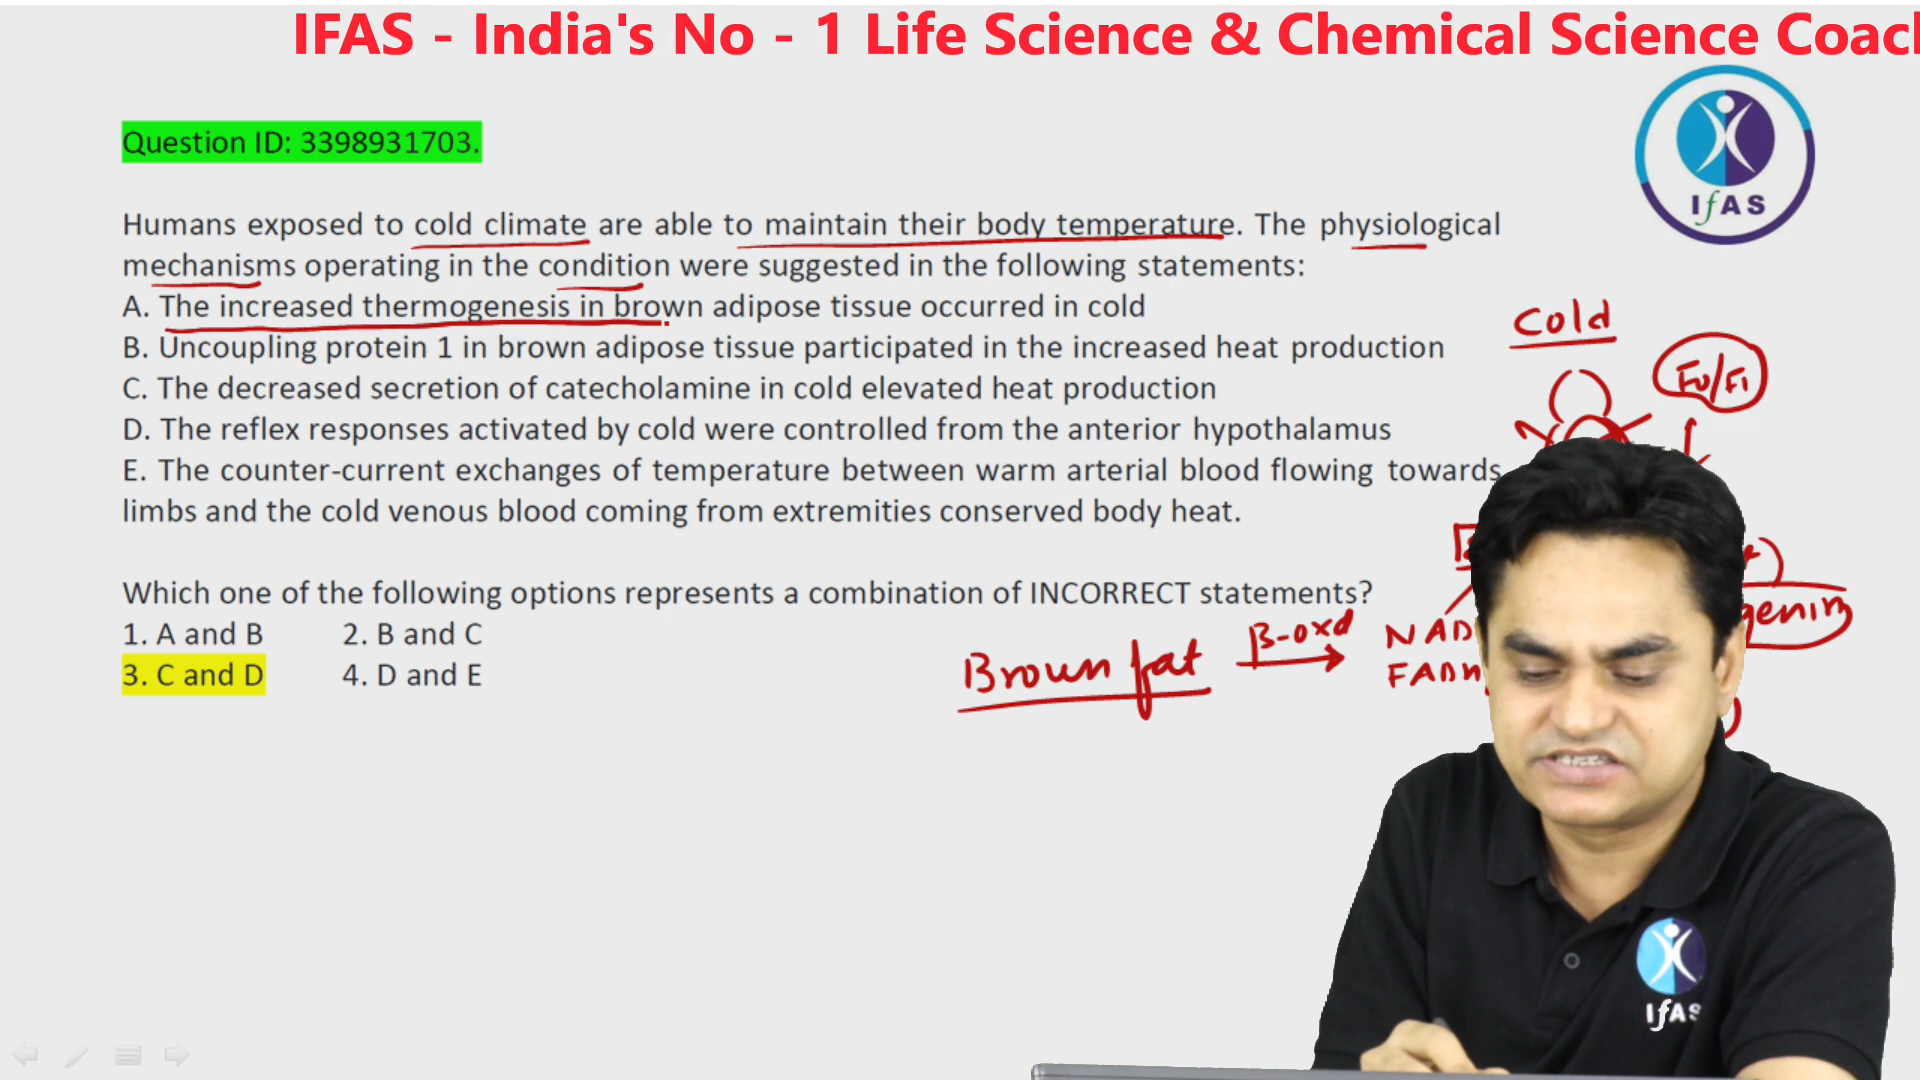 IFAS - India's No - 1 Life Science & Chemical Science Coach
IfAS
Question ID: 3398931703.
Humans exposed to cold climate are able to maintain their body temperature. The physiological
mechanisms operating in the condition were suggested in the following statements:
A. The increased thermogenesis in brown adipose tissue occurred in cold
B. Uncoupling protein 1 in brown adipose tissue participated in the increased heat production
C. The decreased secretion of catecholamine in cold elevated heat production
D. The reflex responses activated by cold were controlled from the anterior hypothalamus
E. The counter-current exchanges of temperature between warm arterial blood flowing towards
limbs and the cold venous blood coming from extremities conserved body heat.
Cold
F0/F1
Which one of the following options represents a combination of INCORRECT statements?
1. A and B 2. B and C
3. C and D 4. D and E
Brown fat β-oxd NAD
FADH
IfAS